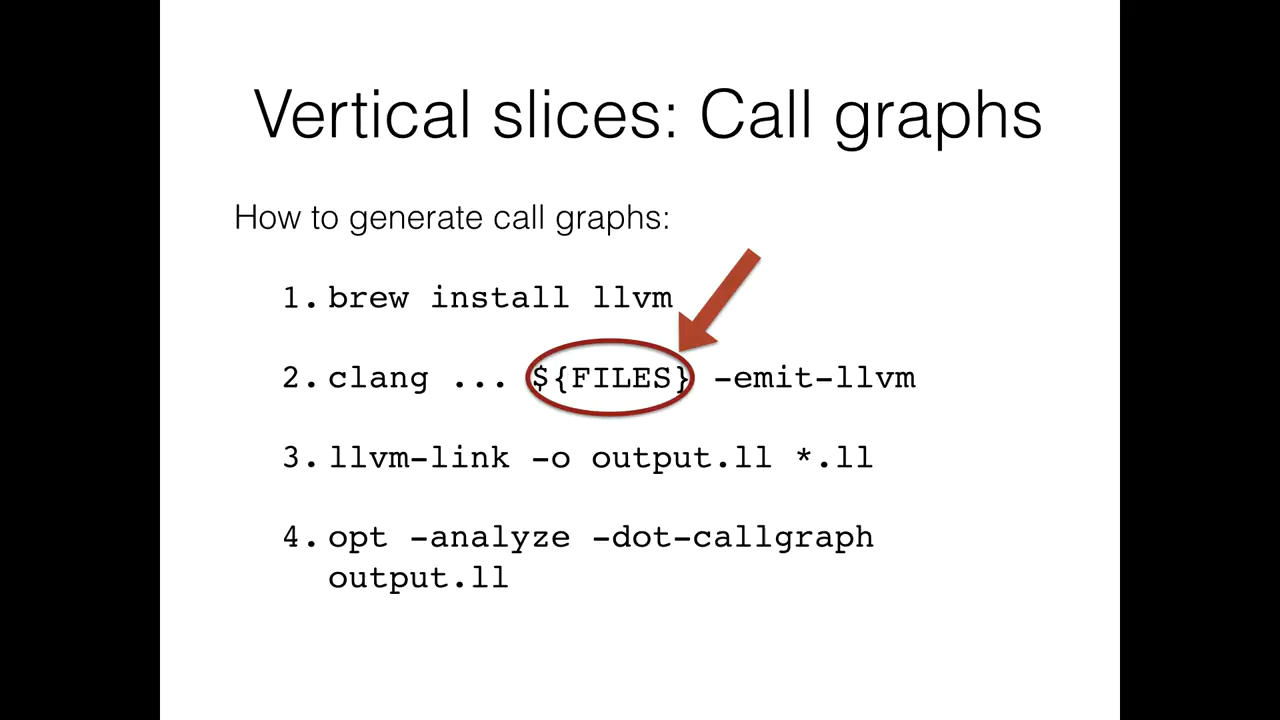 Vertical slices: Call graphs
How to generate call graphs:
1. brew install llvm
2. clang ... ${FILES} -emit-llvm
3. llvm-link -o output.ll *.ll
4. opt -analyze -dot-callgraph
output.ll